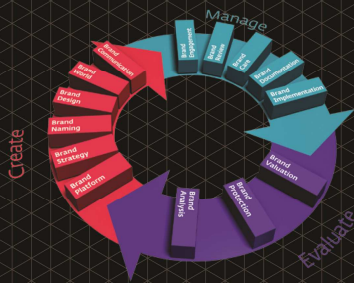 Manage
Brand
Engagement
Brand
Review
Brand
Care
Brand
Documentation
Brand
Implementation
Evaluate
Brand
Valuation
Brand
Protection
Brand
Analysis
Create
Brand
Platform
Brand
Strategy
Brand
Naming
Brand
Design
Brand
World
Brand
Communication